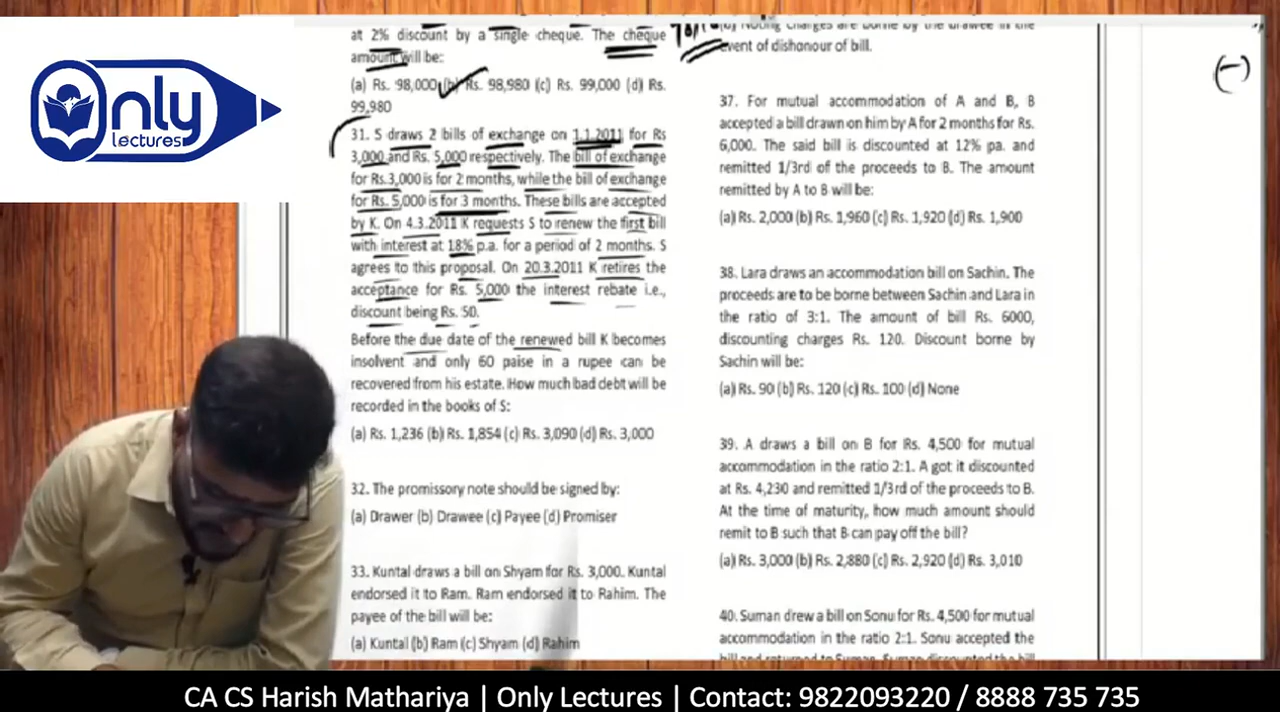 Only
Lectures
at 2% discount by a single cheque. The cheque
amount will be:
(a) Rs. 98,000 (b) Rs. 98,980 (c) Rs. 99,000 (d) Rs.
99,980
31. S draws 2 bills of exchange on 1.1.2011 for Rs
3,000 and Rs. 5,000 respectively. The bill of exchange
for Rs.3,000 is for 2 months, while the bill of exchange
for Rs. 5,000 is for 3 months. These bills are accepted
by K. On 4.3.2011 K requests S to renew the first bill
with interest at 18% p.a. for a period of 2 months. S
agrees to this proposal. On 20.3.2011 K retires the
acceptance for Rs. 5,000 the interest rebate i.e.,
discount being Rs. 50.
Before the due date of the renewed bill K becomes
insolvent and only 60 paise in a rupee can be
recovered from his estate. How much bad debt will be
recorded in the books of S:
(a) Rs. 1,236 (b) Rs. 1,854 (c) Rs. 3,090 (d) Rs. 3,000
32. The promissory note should be signed by:
(a) Drawer (b) Drawee (c) Payee (d) Promiser
33. Kuntal draws a bill on Shyam for Rs. 3,000. Kuntal
endorsed it to Ram. Ram endorsed it to Rahim. The
payee of the bill will be:
(a) Kuntal (b) Ram (c) Shyam (d) Rahim
(d) Noting charges are borne by the drawee in the
event of dishonour of bill.
(-)
37. For mutual accommodation of A and B, B
accepted a bill drawn on him by A for 2 months for Rs.
6,000. The said bill is discounted at 12% pa. and
remitted 1/3rd of the proceeds to B. The amount
remitted by A to B will be:
(a) Rs. 2,000 (b) Rs. 1,960 (c) Rs. 1,920 (d) Rs. 1,900
38. Lara draws an accommodation bill on Sachin. The
proceeds are to be borne between Sachin and Lara in
the ratio of 3:1. The amount of bill Rs. 6000,
discounting charges Rs. 120. Discount borne by
Sachin will be:
(a) Rs. 90 (b) Rs. 120 (c) Rs. 100 (d) None
39. A draws a bill on B for Rs. 4,500 for mutual
accommodation in the ratio 2:1. A got it discounted
at Rs. 4,230 and remitted 1/3rd of the proceeds to B.
At the time of maturity, how much amount should
remit to B such that B can pay off the bill?
(a) Rs. 3,000 (b) Rs. 2,880 (c) Rs. 2,920 (d) Rs. 3,010
40. Suman drew a bill on Sonu for Rs. 4,500 for mutual
accommodation in the ratio 2:1. Sonu accepted the
bill and returned to Suman. Suman discounted the bill
CA CS Harish Mathariya | Only Lectures | Contact: 9822093220 / 8888 735 735